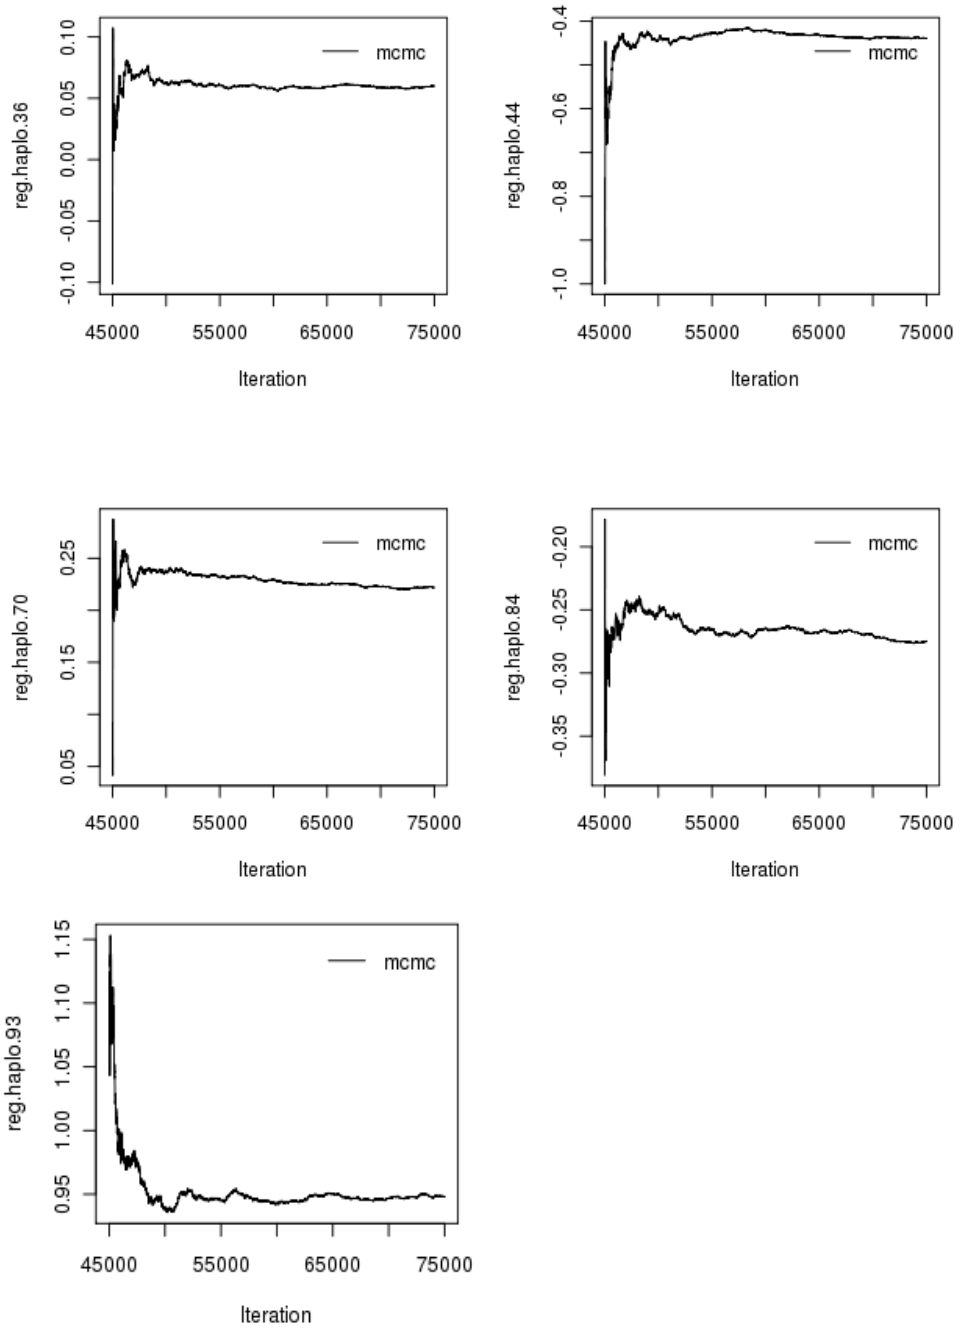 reg.haplo.36
0.10
0.05
0.00
-0.05
-0.10
mcmc
45000 55000 65000 75000
Iteration
reg.haplo.44
-0.4
-0.6
-0.8
-1.0
mcmc
45000 55000 65000 75000
Iteration
reg.haplo.70
0.25
0.15
0.05
mcmc
45000 55000 65000 75000
Iteration
reg.haplo.84
-0.20
-0.25
-0.30
-0.35
mcmc
45000 55000 65000 75000
Iteration
reg.haplo.93
1.15
1.10
1.05
1.00
0.95
mcmc
45000 55000 65000 75000
Iteration